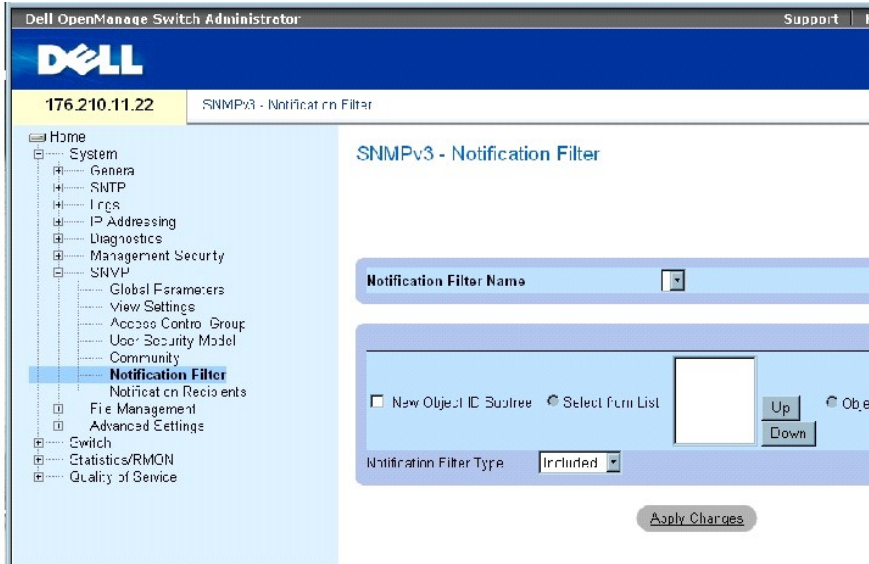 Dell OpenManage Switch Administrator
Support
DELL
176.210.11.22
SNMPv3 - Notification Filter
Home
System
General
SNTP
Logs
IP Addressing
Diagnostics
Management Security
SNMP
Global Parameters
View Settings
Access Control Group
User Security Model
Community
Notification Filter
Notification Recipients
File Management
Advanced Settings
Switch
Statistics/RMON
Quality of Service
SNMPv3 - Notification Filter
Notification Filter Name
New Object ID Subtree Select from List Up Obje
Down
Notification Filter Type Included
Apply Changes